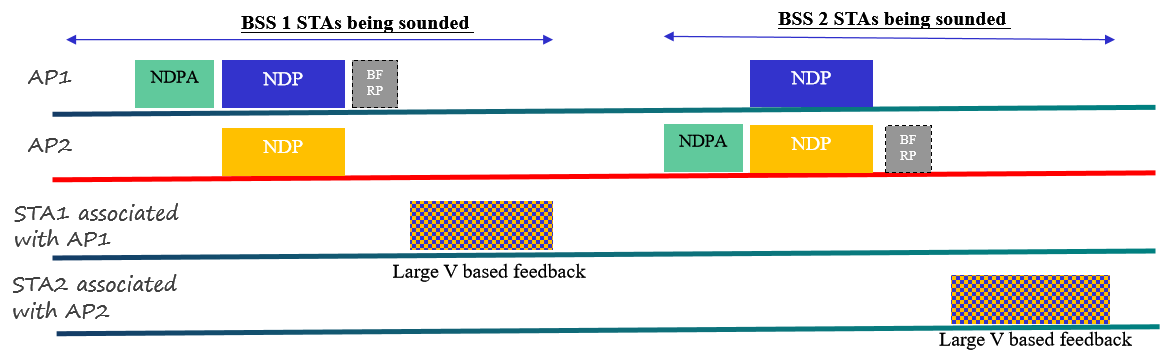 BSS 1 STAs being sounded
BSS 2 STAs being sounded
AP1
NDPA
NDP
BF
RP
NDP
AP2
NDP
NDPA
NDP
BF
RP
STA1 associated
with AP1
Large V based feedback
STA2 associated
with AP2
Large V based feedback